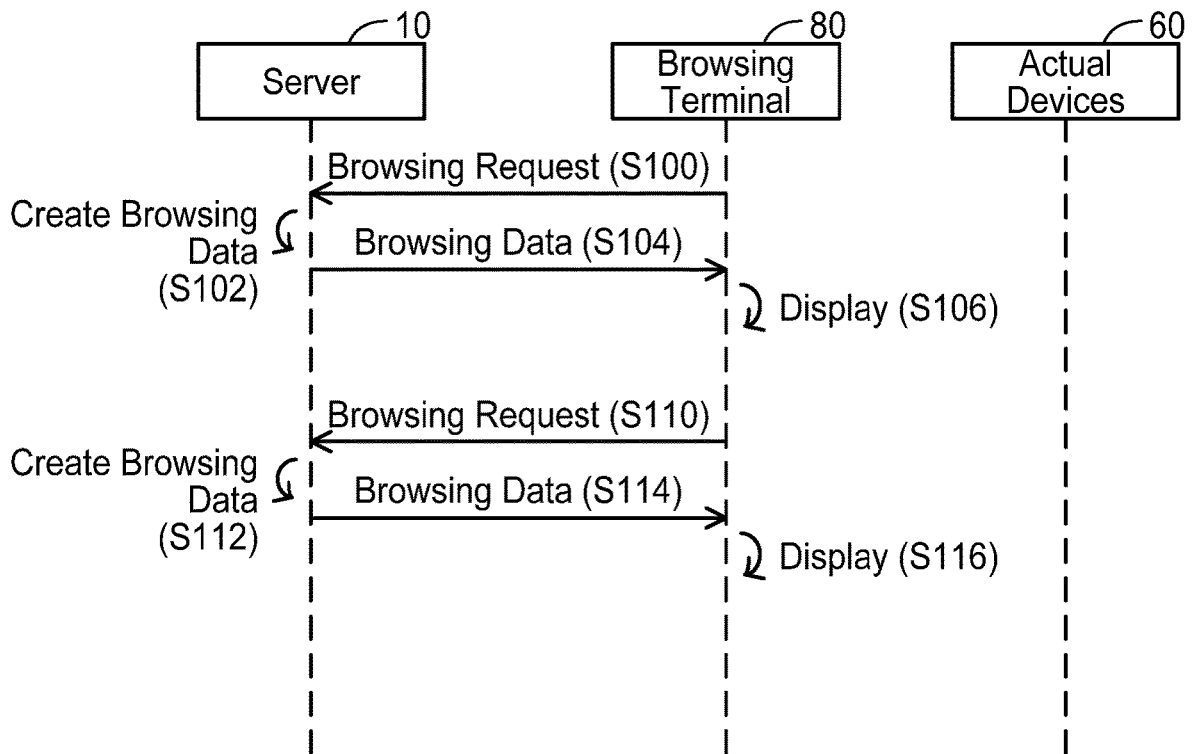 10
80
60
Server
Browsing
Terminal
Actual
Devices
Browsing Request (S100)
Create Browsing
Data
(S102)
Browsing Data (S104)
Display (S106)
Browsing Request (S110)
Create Browsing
Data
(S112)
Browsing Data (S114)
Display (S116)